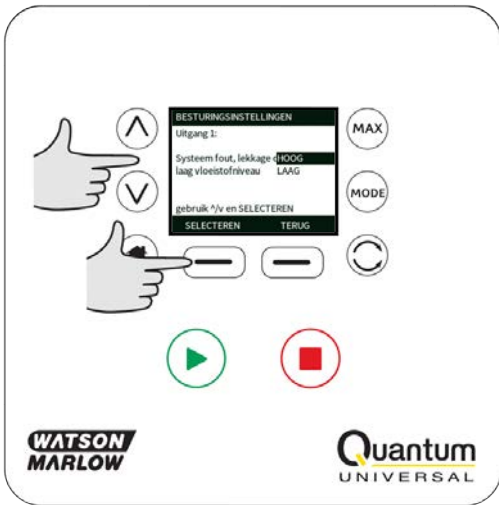 BESTURINGSINSTELLINGEN
Uitgang 1:
Systeem fout, lekkage o HOOG
laag vloeistofniveau LAAG
gebruik ^/v en SELECTEREN
SELECTEREN TERUG
MAX
MODE
WATSON
MARLOW
Quantum
UNIVERSAL